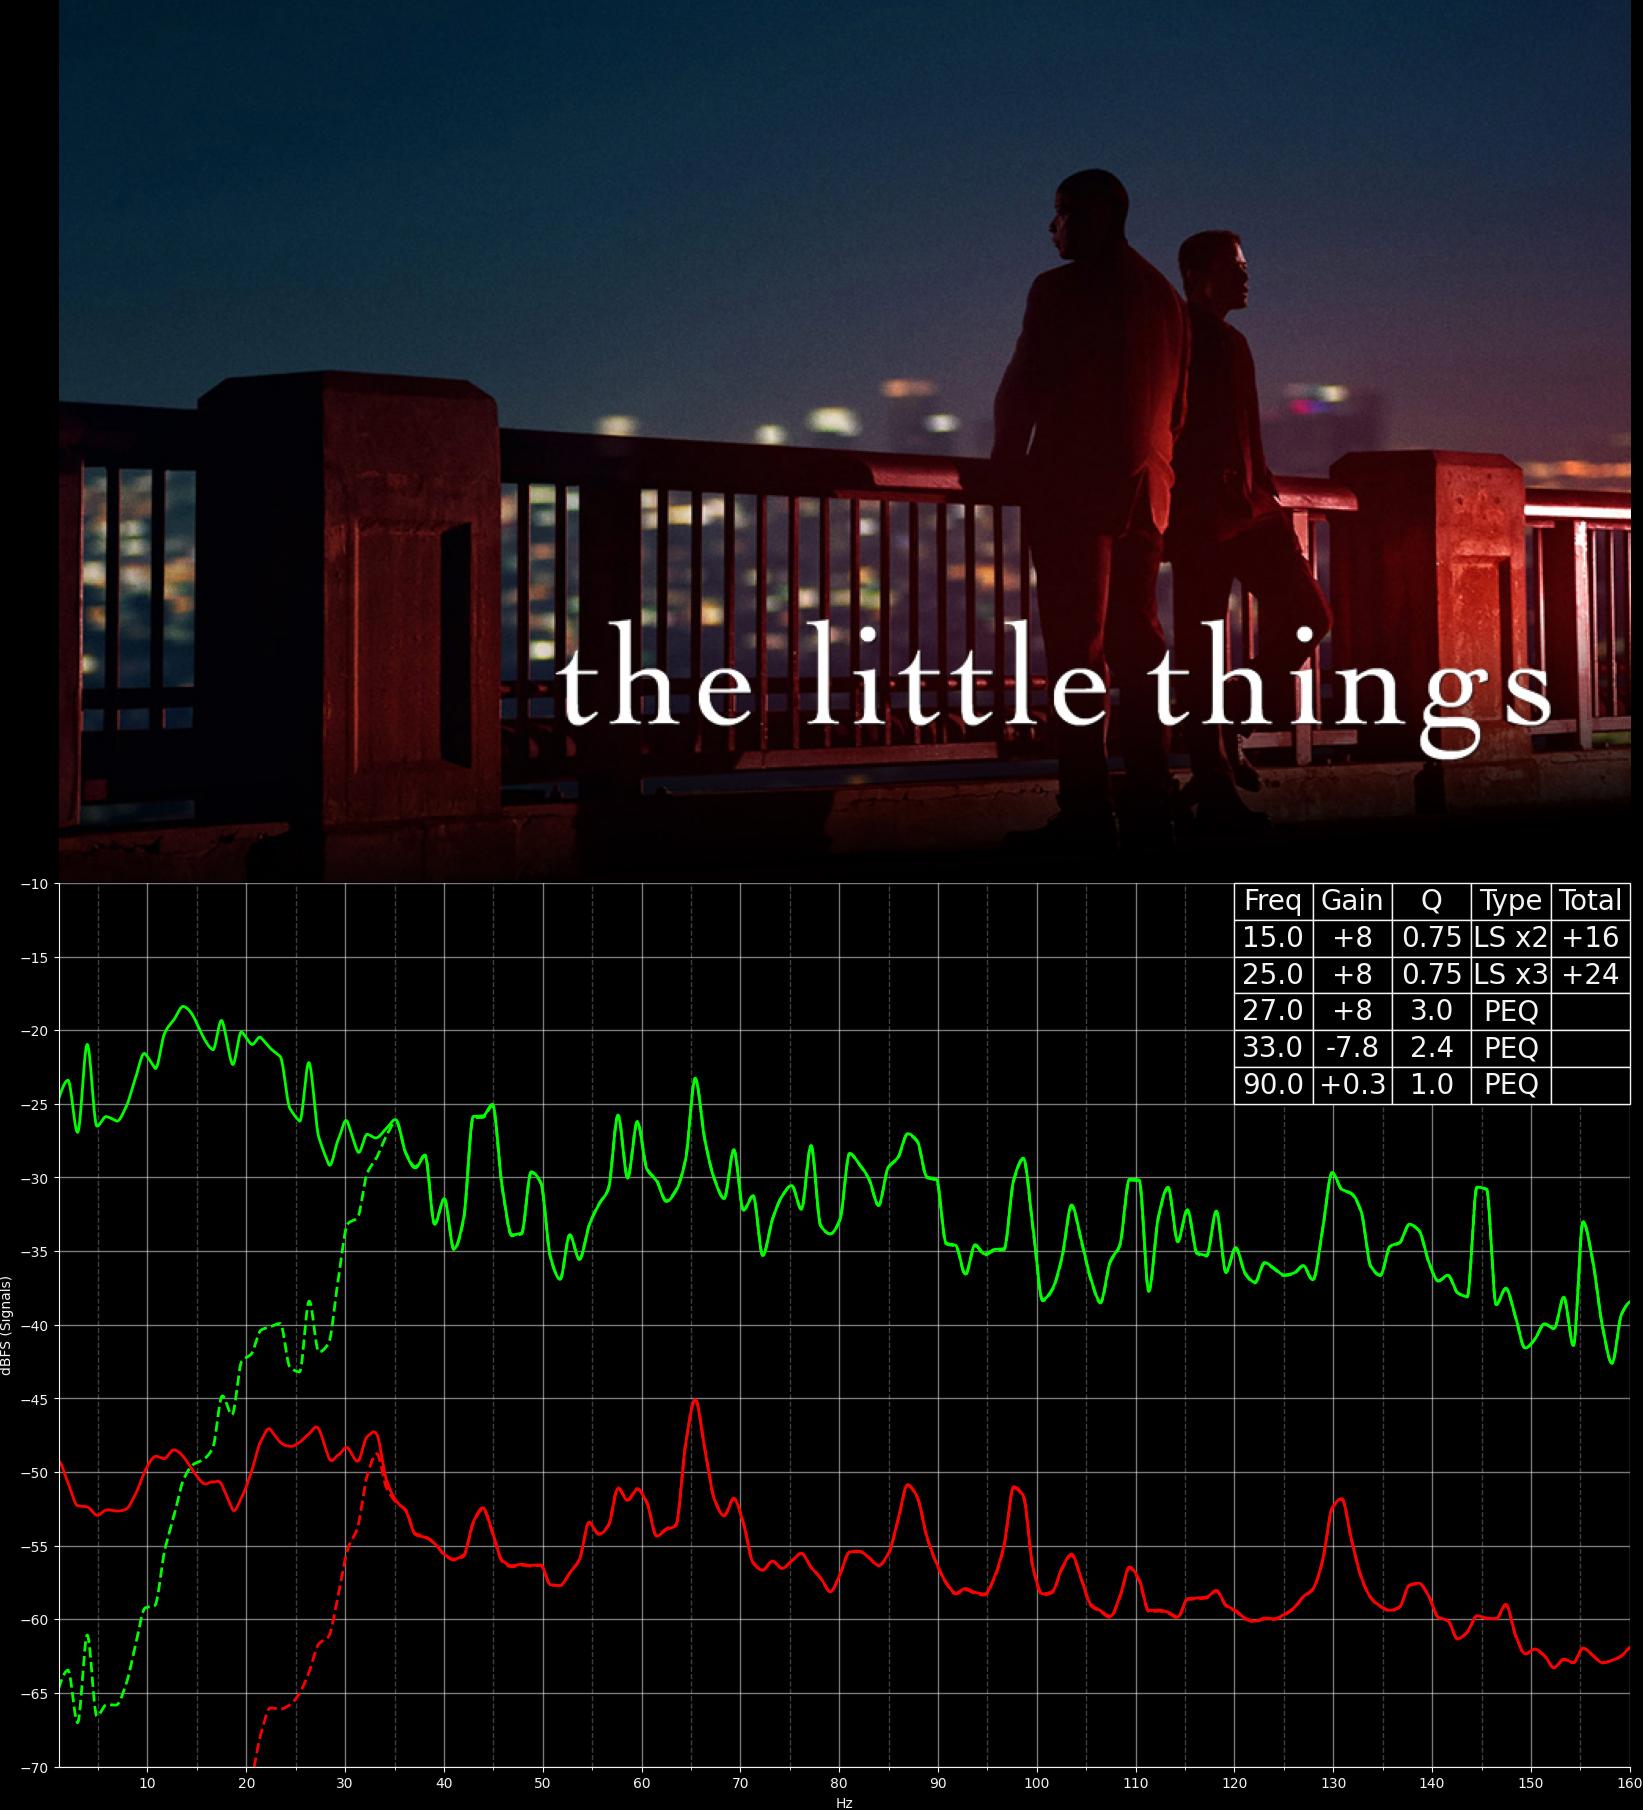 the little things
Freq Gain Q Type Total
15.0 +8 0.75 LS x2 +16
25.0 +8 0.75 LS x3 +24
27.0 +8 3.0 PEQ
33.0 -7.8 2.4 PEQ
90.0 +0.3 1.0 PEQ
−10
−15
−20
−25
−30
−35
−40
−45
−50
−55
−60
−65
−70
dBFS (Signals)
10 20 30 40 50 60 70 80 90 100 110 120 130 140 150 160
Hz